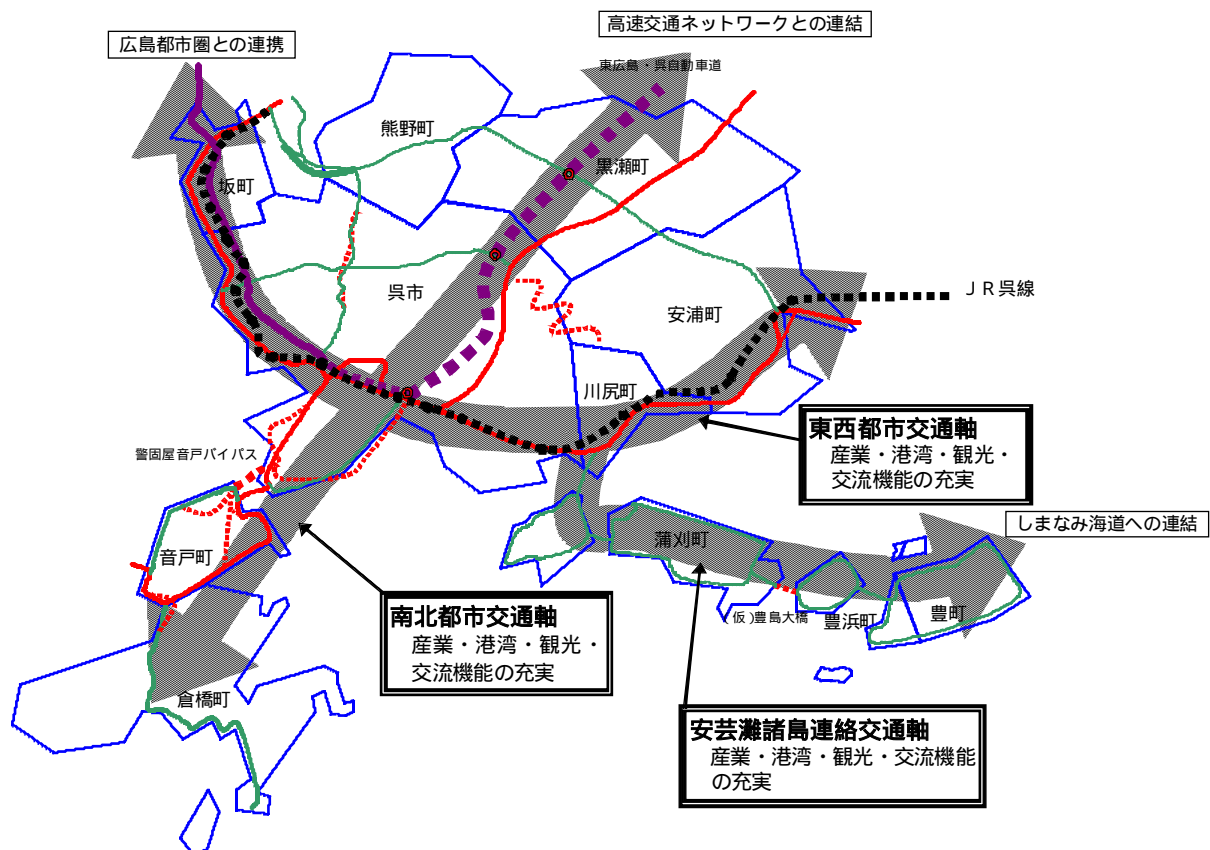 高速交通ネットワークとの連結
広島都市圏との連携
東広島・呉自動車道
熊野町
黒瀬町
坂町
呉市
ＪＲ呉線
安浦町
川尻町
東西都市交通軸
産業・港湾・観光・
交流機能の充実
警固屋音戸バイパス
しまなみ海道への連結
音戸町
蒲刈町
(仮)豊島大橋
豊浜町
豊町
南北都市交通軸
産業・港湾・観光・
交流機能の充実
倉橋町
安芸灘諸島連絡交通軸
産業・港湾・観光・交流機能
の充実